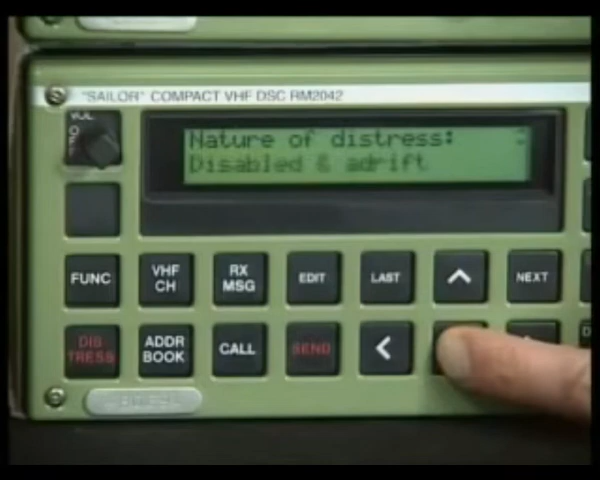 "SAILOR" COMPACT VHF DSC RM2042
VOL
Nature of distress:
Disabled & adrift
FUNC
VHF CH
RX MSG
EDIT
LAST
NEXT
DIS TRESS
ADDR BOOK
CALL
SEND